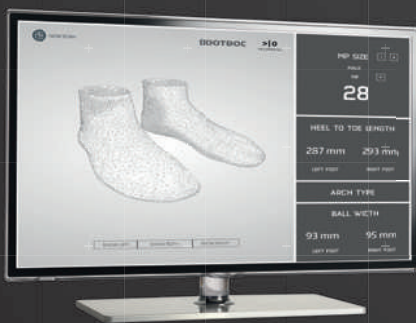 BOOTDOC
MP SIZE
28
HEEL TO TOE LENGTH
287 mm 293 mm
LEFT FOOT RIGHT FOOT
ARCH TYPE
BALL WIDTH
93 mm 95 mm
LEFT FOOT RIGHT FOOT